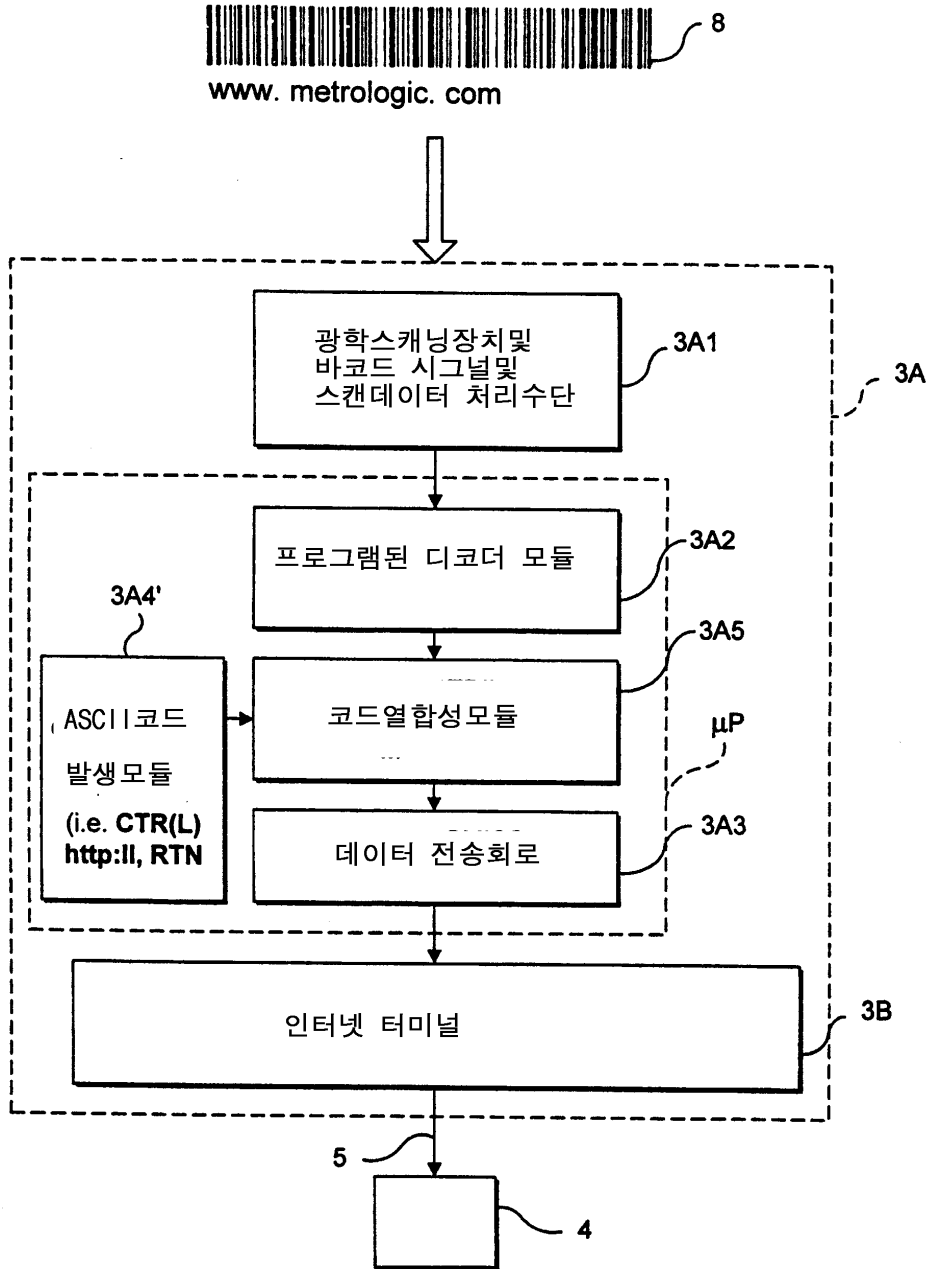 8
www. metrologic. com
광학스캐닝장치및
바코드 시그널및
스캔데이터 처리수단
3A1
3A
프로그램된 디코더 모듈
3A2
3A4'
3A5
ASCII코드
발생모듈
(i.e. CTR(L)
http:ll, RTN
코드열합성모듈
μP
데이터 전송회로
3A3
인터넷 터미널
3B
5
4